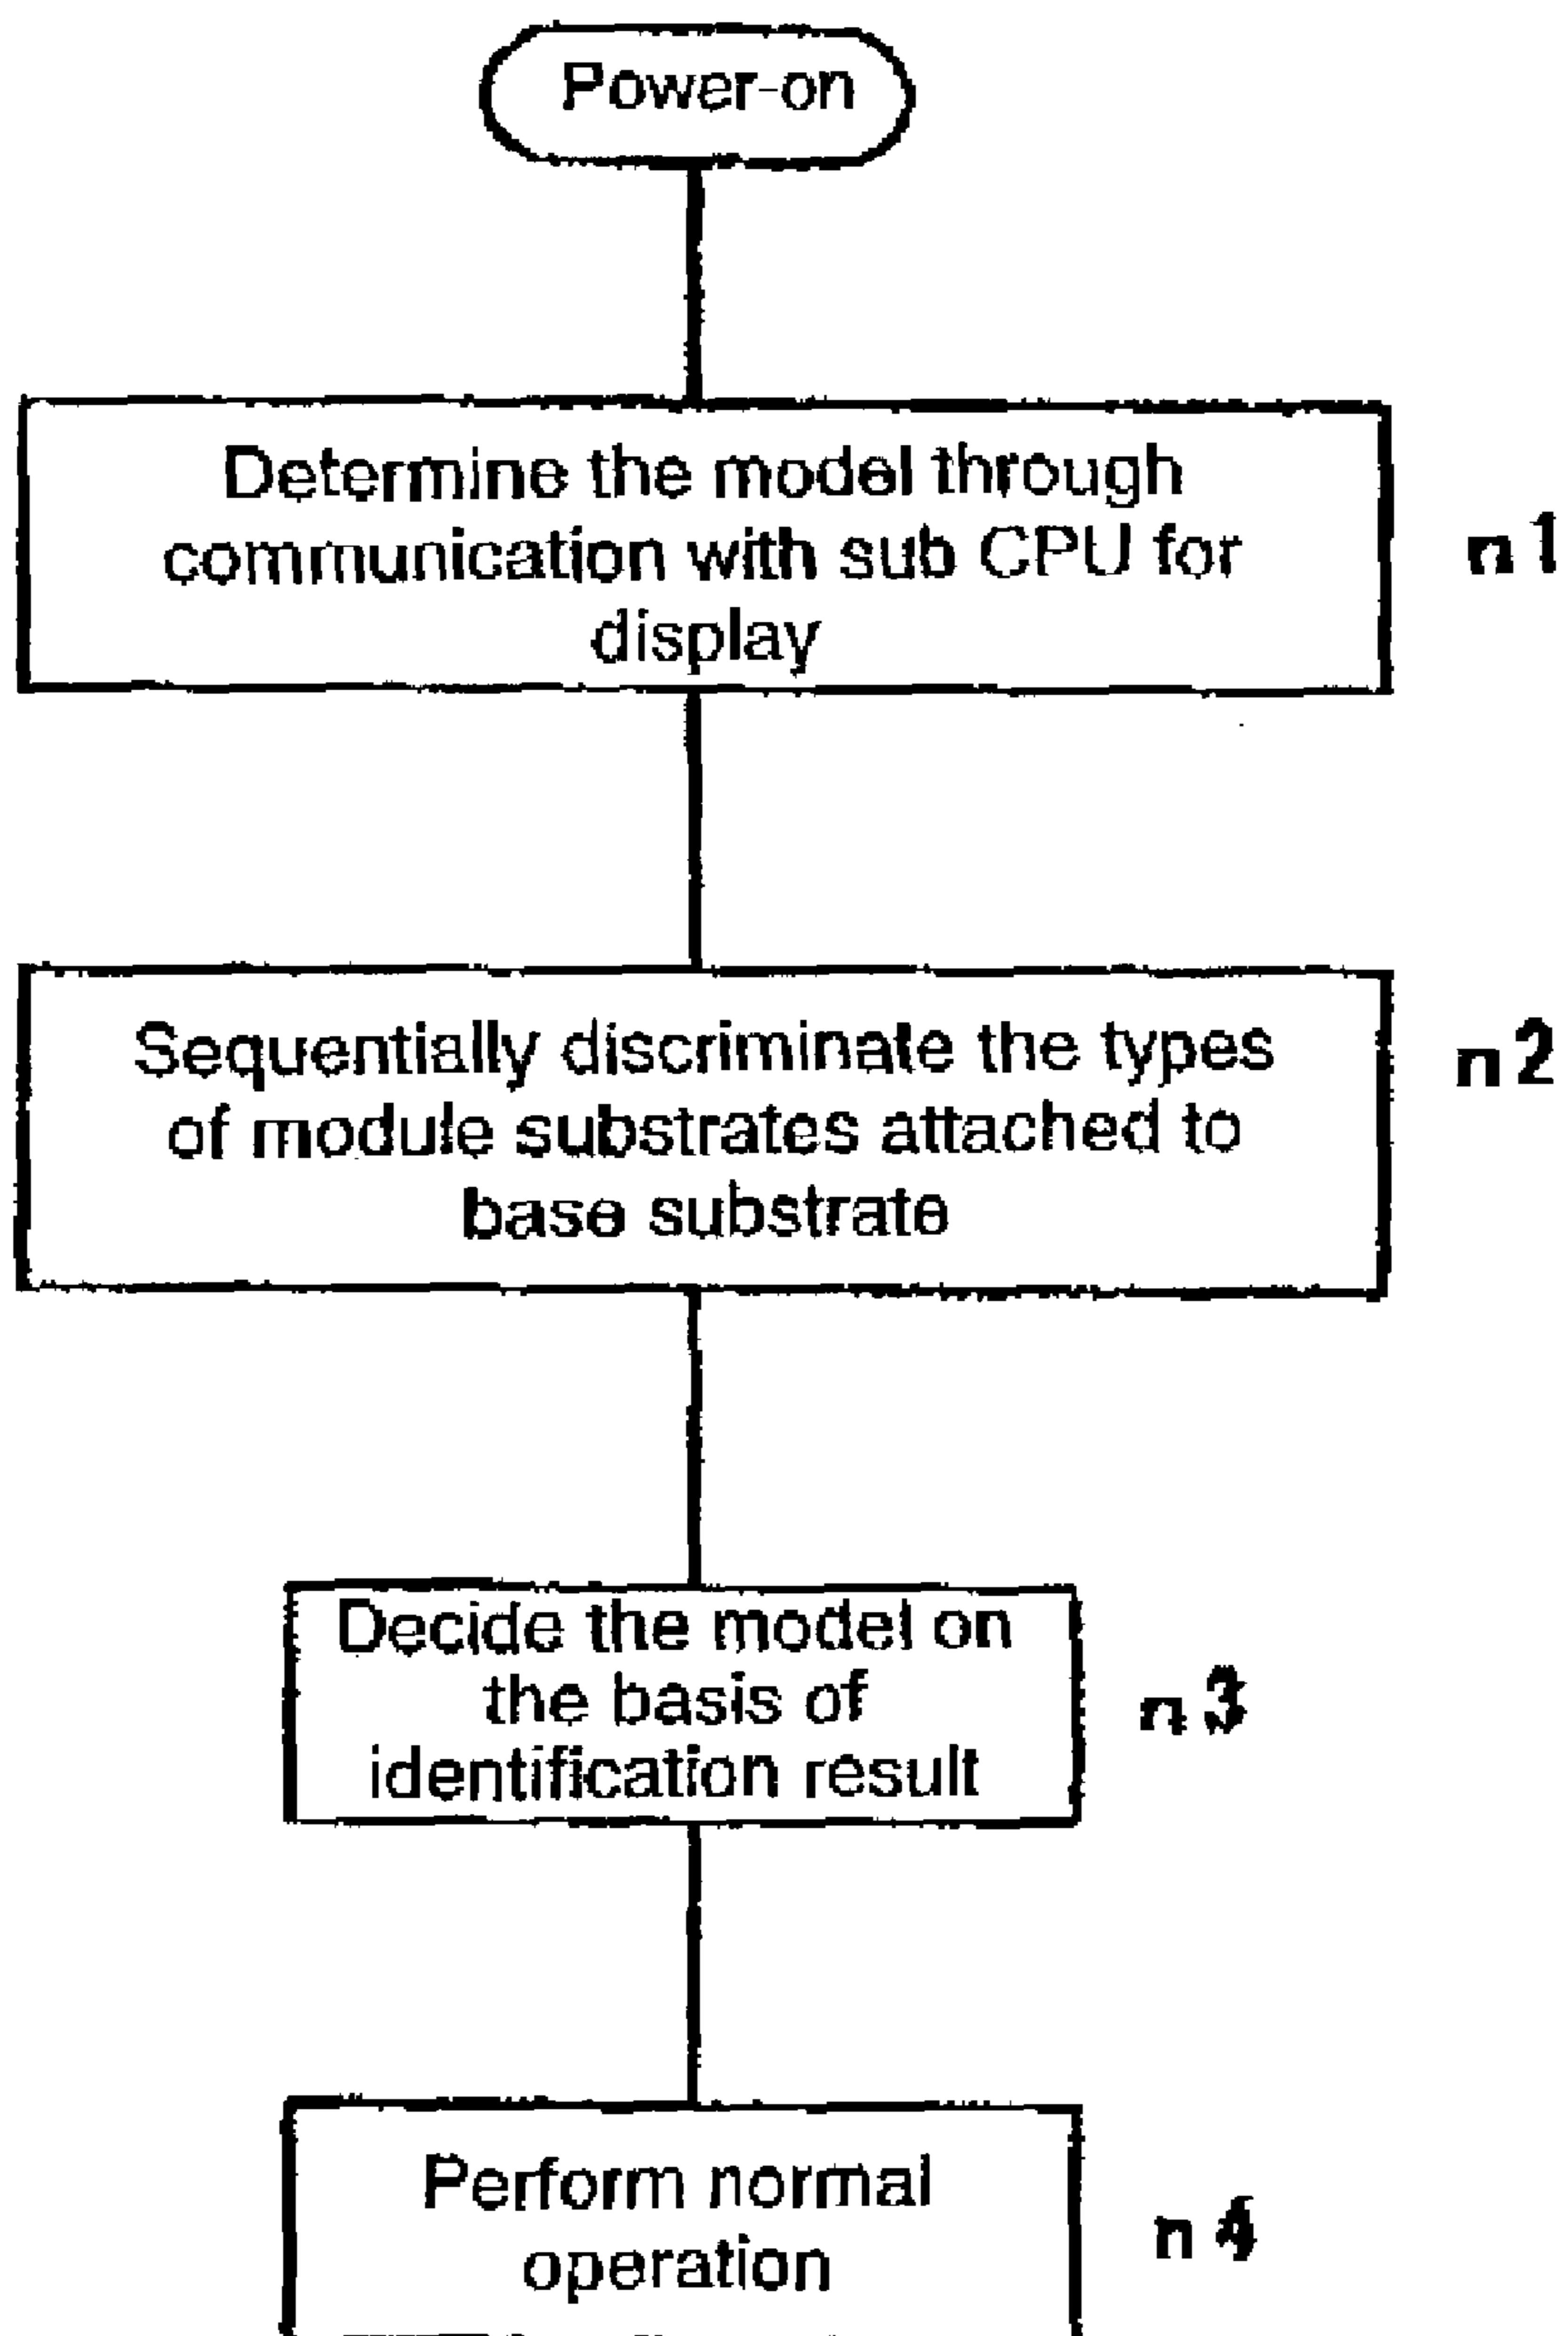 Power-on
Determine the model through
communication with sub CPU for
display
n1
Sequentially discriminate the types
of module substrates attached to
base substrate
n2
Decide the model on
the basis of
identification result
n3
Perform normal
operation
n4